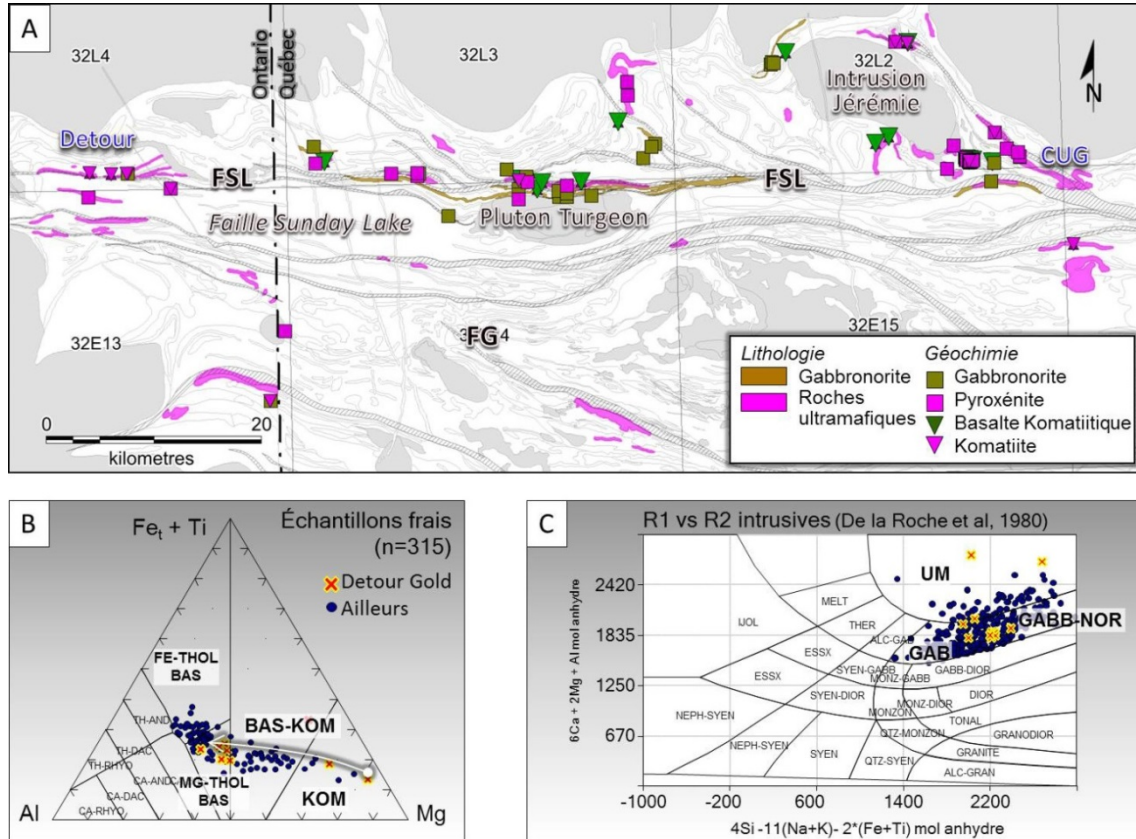 A
32L4
Ontario
Québec
32L3
32L2
Intrusion
Jérémie
N
Detour
FSL
FSL
CUG
Faille Sunday Lake
Pluton Turgeon
32E13
FG
32E15
0
20
kilometres
Lithologie
Gabbronorite
Roches
ultramafiques
Géochimie
Gabbronorite
Pyroxénite
Basalte Komatiitique
Komatiite
B
Fet + Ti
Échantillons frais
(n=315)
Detour Gold
Ailleurs
FE-THOL
BAS
TH-AND
BAS-KOM
TH-DAC
TH-RHYO
CA-AND
MG-THOL
BAS
CA-DAC
KOM
CA-RHYO
Al
Mg
C
R1 vs R2 intrusives (De la Roche et al, 1980)
6Ca + 2Mg + Al mol anhydre
2420
1835
1250
670
UM
MELT
IJOL
THER
ALC-GAB
GABB-NOR
GAB
ESSX
ESSX
SYEN-GABB
GABB-DIOR
MONZ-GABB
SYEN-DIOR
MONZ-DIOR
DIOR
NEPH-SYEN
MONZON
TONAL
QTZ-MONZON
GRANODIOR
NEPH-SYEN
SYEN
QTZ-SYEN
GRANITE
ALC-GRAN
-1000
-200
600
1400
2200
4Si -11(Na+K)- 2*(Fe+Ti) mol anhydre